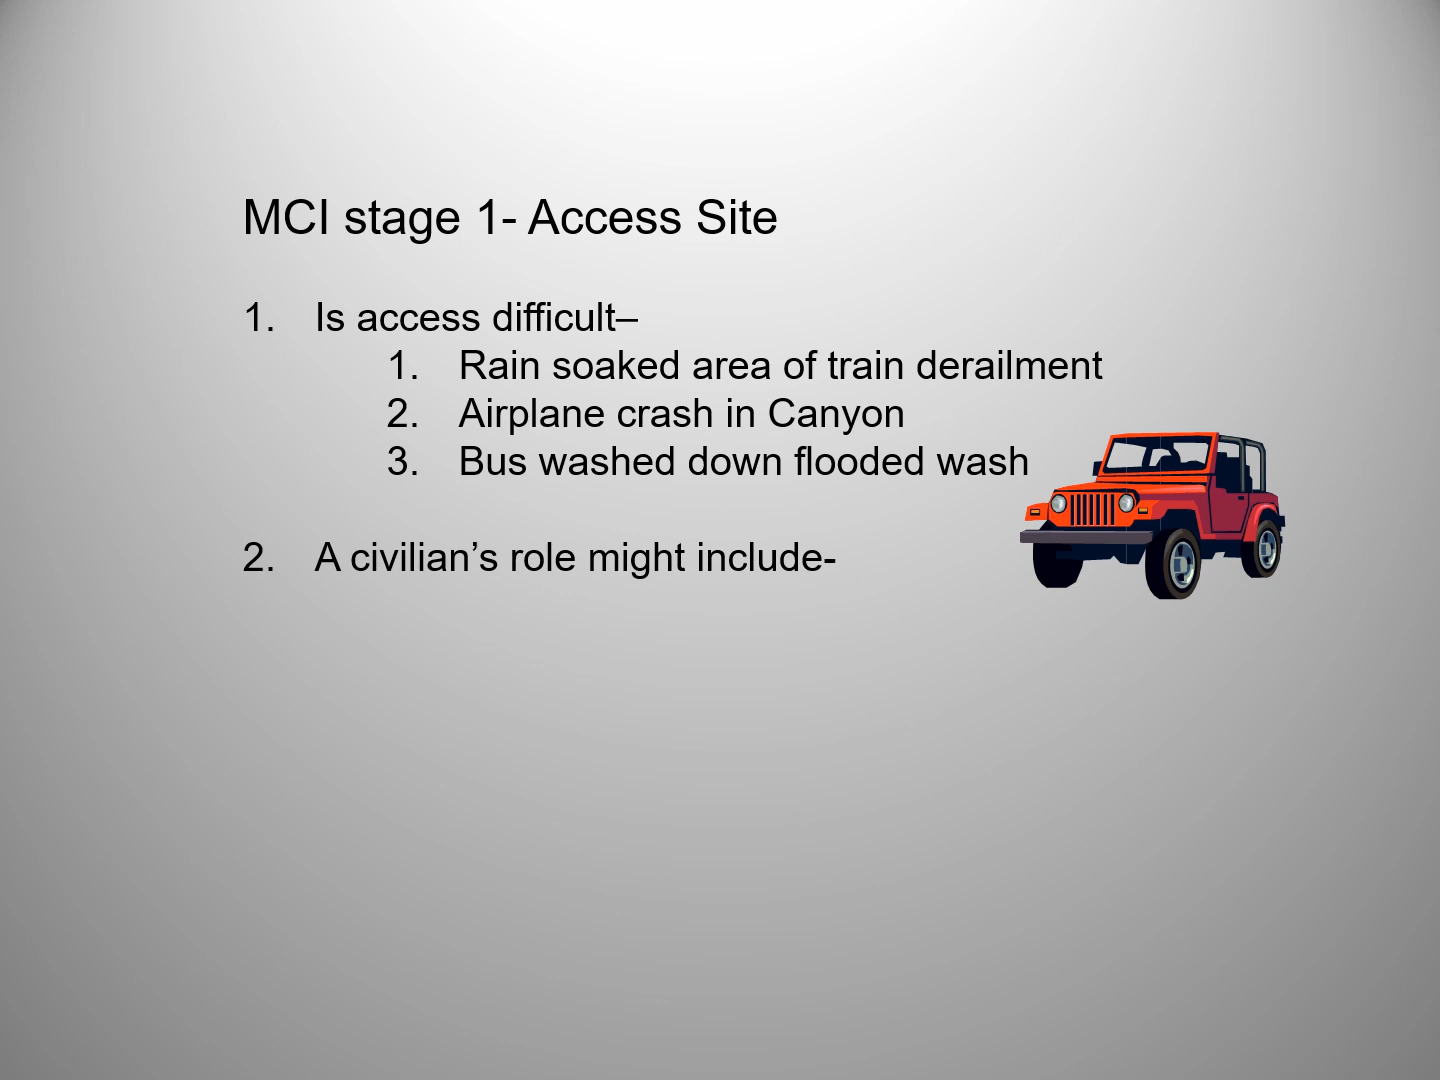 MCI stage 1- Access Site
1. Is access difficult–
1. Rain soaked area of train derailment
2. Airplane crash in Canyon
3. Bus washed down flooded wash
2. A civilian’s role might include-